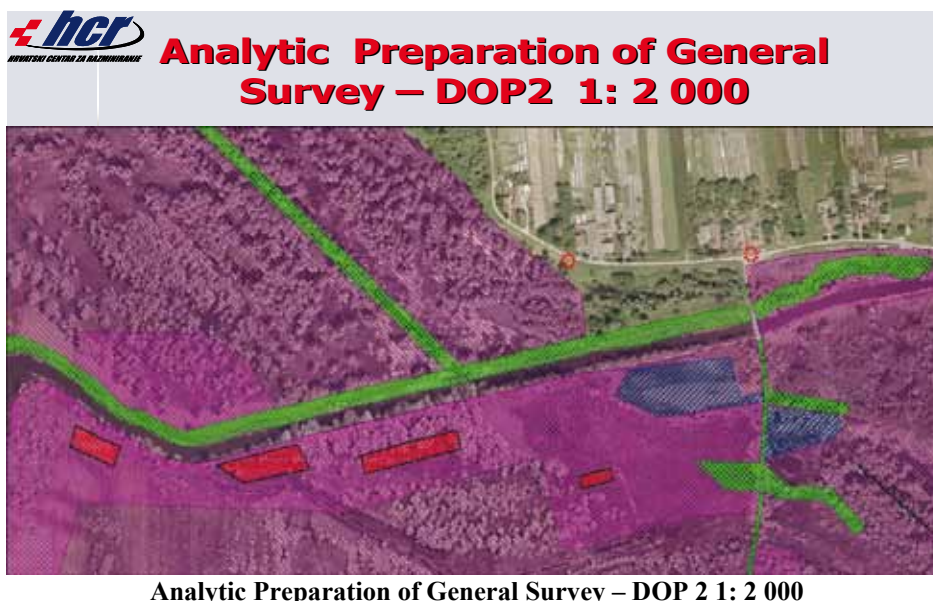 hcr
HRVATSKI CENTAR ZA RAZMINIRANJE
Analytic Preparation of General
Survey – DOP2 1: 2 000
Analytic Preparation of General Survey – DOP 2 1: 2 000